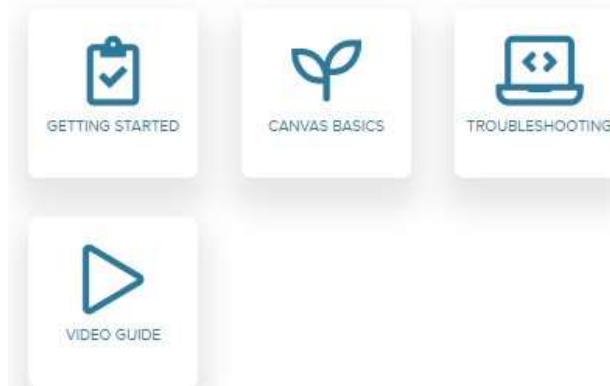 GETTING STARTED
CANVAS BASICS
TROUBLESHOOTING
VIDEO GUIDE